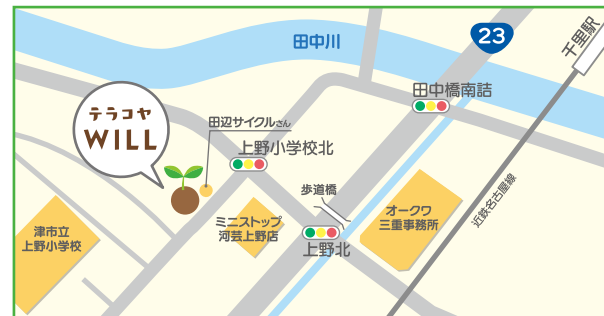 23
千里駅
田中川
田中橋南詰
テラコヤ
WILL
田辺サイクルさん
上野小学校北
歩道橋
オークワ
三重事務所
近鉄名古屋線
ミニストップ
河芸上野店
上野北
津市立
上野小学校